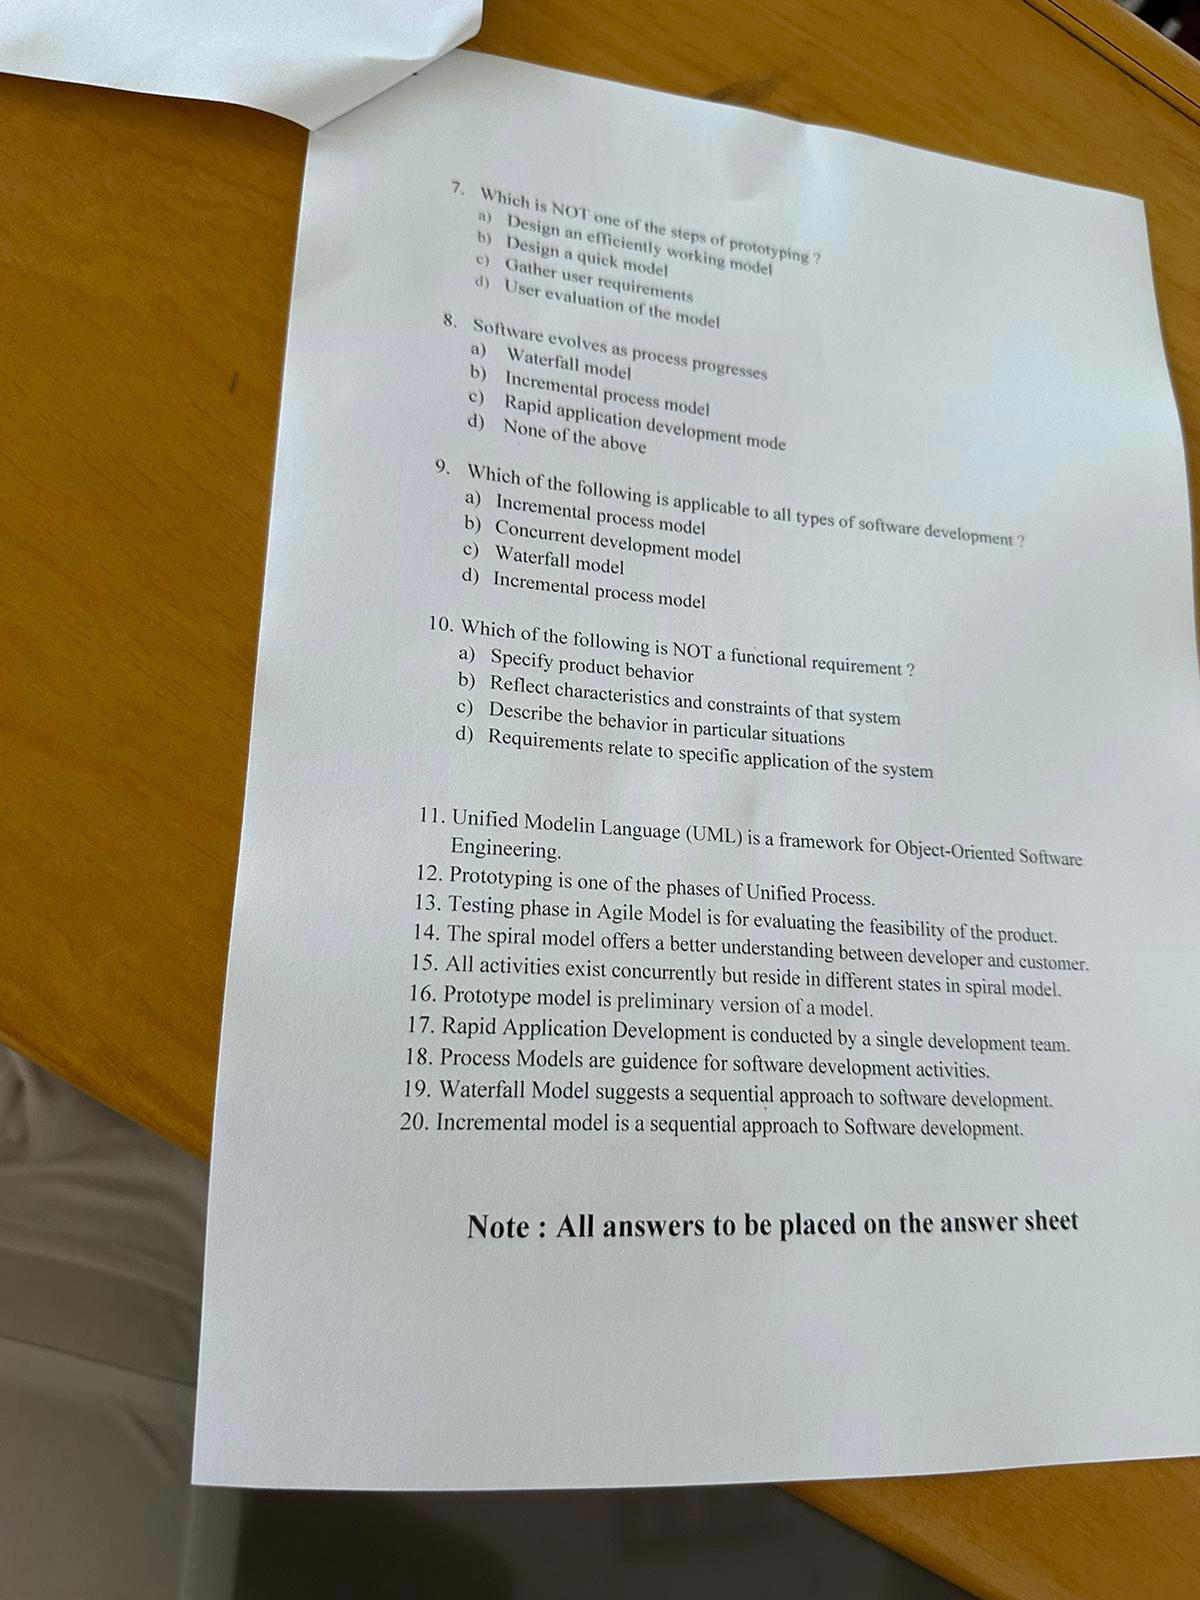 7. Which is NOT one of the steps of prototyping ?
a) Design an efficiently working model
b) Design a quick model
c) Gather user requirements
d) User evaluation of the model
8. Software evolves as process progresses
a) Waterfall model
b) Incremental process model
c) Rapid application development mode
d) None of the above
9. Which of the following is applicable to all types of software development ?
a) Incremental process model
b) Concurrent development model
c) Waterfall model
d) Incremental process model
10. Which of the following is NOT a functional requirement ?
a) Specify product behavior
b) Reflect characteristics and constraints of that system
c) Describe the behavior in particular situations
d) Requirements relate to specific application of the system
11. Unified Modelin Language (UML) is a framework for Object-Oriented Software
Engineering.
12. Prototyping is one of the phases of Unified Process.
13. Testing phase in Agile Model is for evaluating the feasibility of the product.
14. The spiral model offers a better understanding between developer and customer.
15. All activities exist concurrently but reside in different states in spiral model.
16. Prototype model is preliminary version of a model.
17. Rapid Application Development is conducted by a single development team.
18. Process Models are guidence for software development activities.
19. Waterfall Model suggests a sequential approach to software development.
20. Incremental model is a sequential approach to Software development.
Note : All answers to be placed on the answer sheet